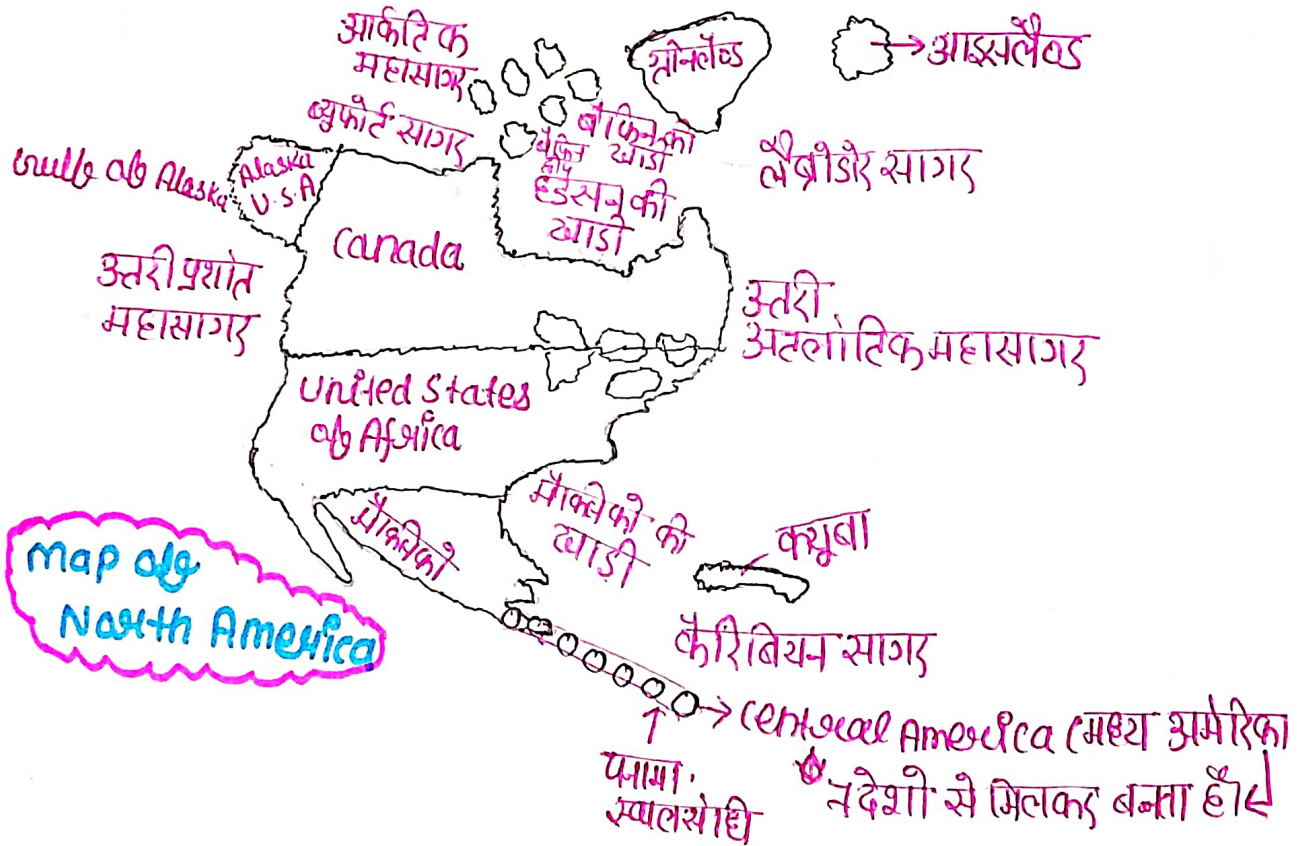 आर्कटिक
महासागर
ब्युफोर्ट सागर
ग्रीनलैण्ड
→ आइसलैण्ड
बैफिन की
खाडी
बैफिन
द्वीप
हडसन की
खाडी
लैब्रोडोर सागर
Gulf of Alaska
Alaska
U.S.A
Canada
उत्तरी प्रशांत
महासागर
उत्तरी
अटलांटिक महासागर
United States
of Africa
मैक्सिको
मैक्सिको की
खाड़ी
क्यूबा
Map of
North America
कैरिबियन सागर
→ Central America (मध्य अमेरिका
देशो से मिलकर बनता है।)
पनामा
स्थलसंधि